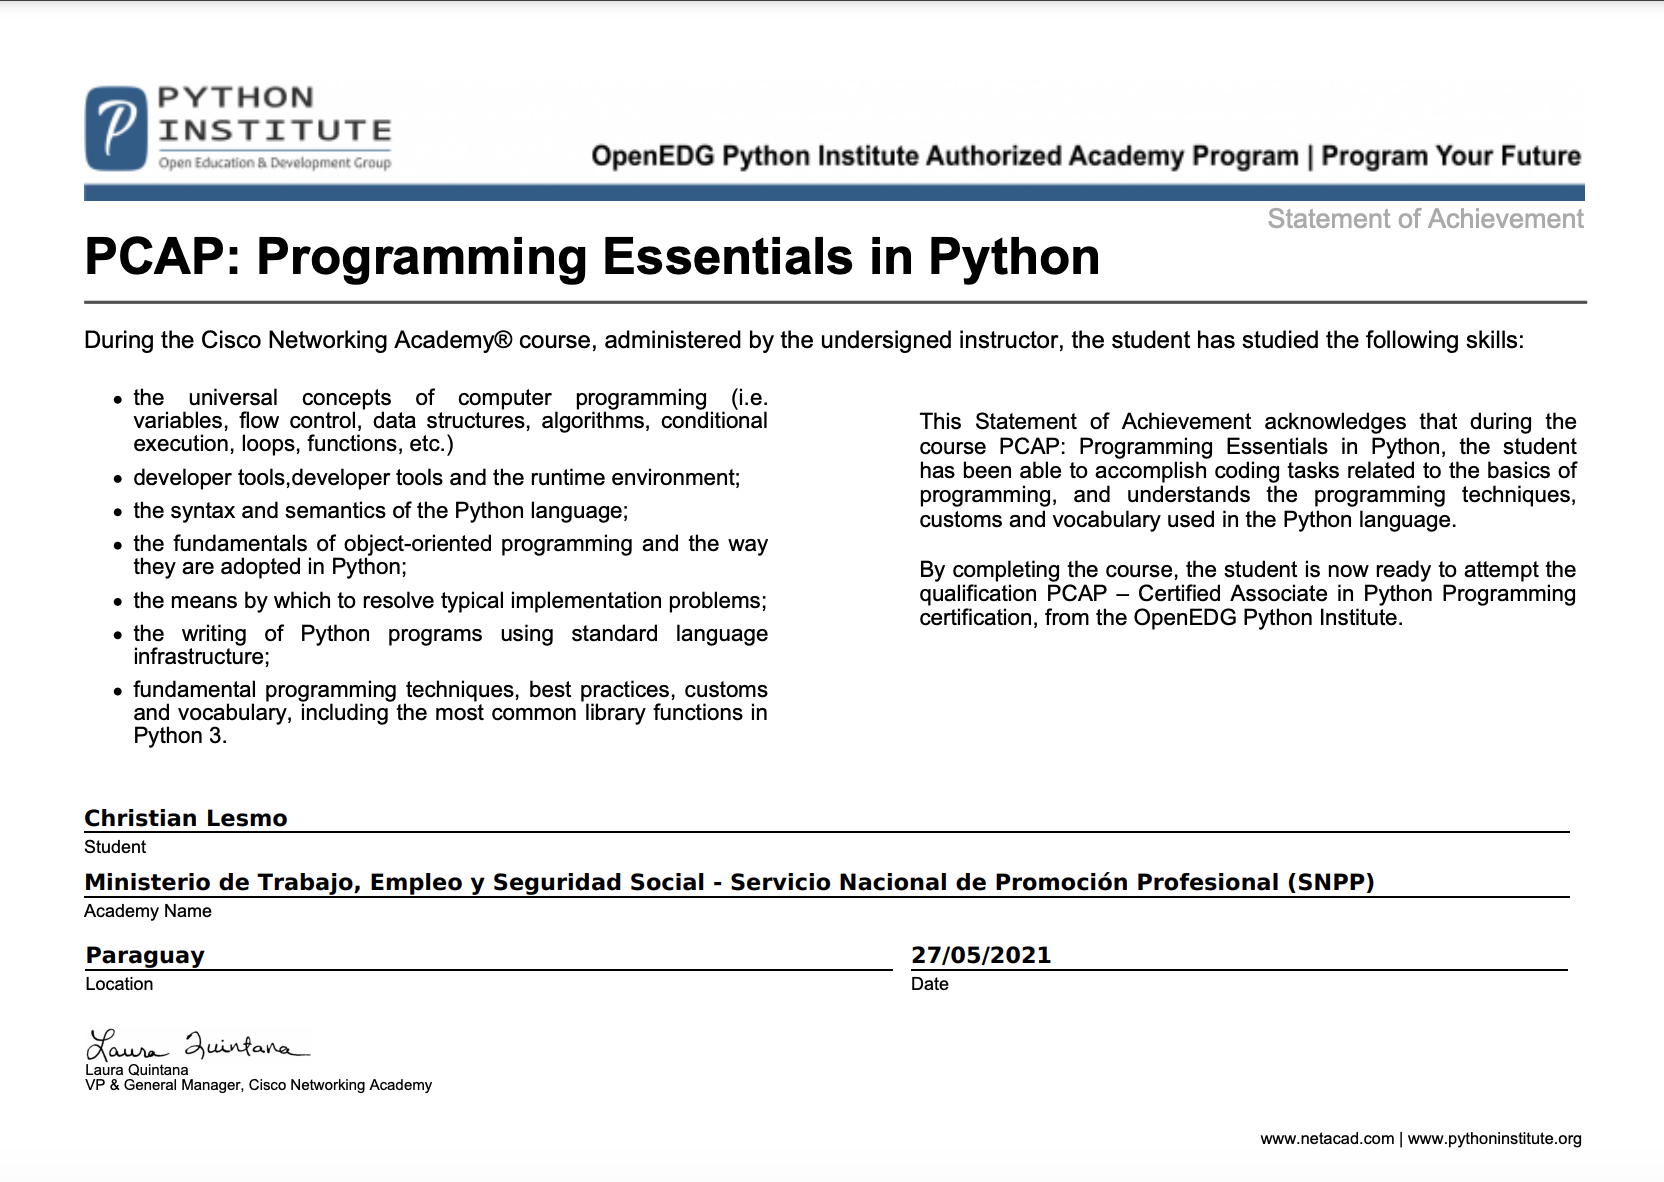 PYTHON
INSTITUTE
Open Education & Development Group
OpenEDG Python Institute Authorized Academy Program | Program Your Future
Statement of Achievement
PCAP: Programming Essentials in Python
During the Cisco Networking Academy® course, administered by the undersigned instructor, the student has studied the following skills:
• the universal concepts of computer programming (i.e.
variables, flow control, data structures, algorithms, conditional
execution, loops, functions, etc.)
• developer tools,developer tools and the runtime environment;
• the syntax and semantics of the Python language;
• the fundamentals of object-oriented programming and the way
they are adopted in Python;
• the means by which to resolve typical implementation problems;
• the writing of Python programs using standard language
infrastructure;
• fundamental programming techniques, best practices, customs
and vocabulary, including the most common library functions in
Python 3.
This Statement of Achievement acknowledges that during the
course PCAP: Programming Essentials in Python, the student
has been able to accomplish coding tasks related to the basics of
programming, and understands the programming techniques,
customs and vocabulary used in the Python language.
By completing the course, the student is now ready to attempt the
qualification PCAP – Certified Associate in Python Programming
certification, from the OpenEDG Python Institute.
Christian Lesmo
Student
Ministerio de Trabajo, Empleo y Seguridad Social - Servicio Nacional de Promoción Profesional (SNPP)
Academy Name
Paraguay
Location
27/05/2021
Date
Laura Quintana
Laura Quintana
VP & General Manager, Cisco Networking Academy
www.netacad.com | www.pythoninstitute.org